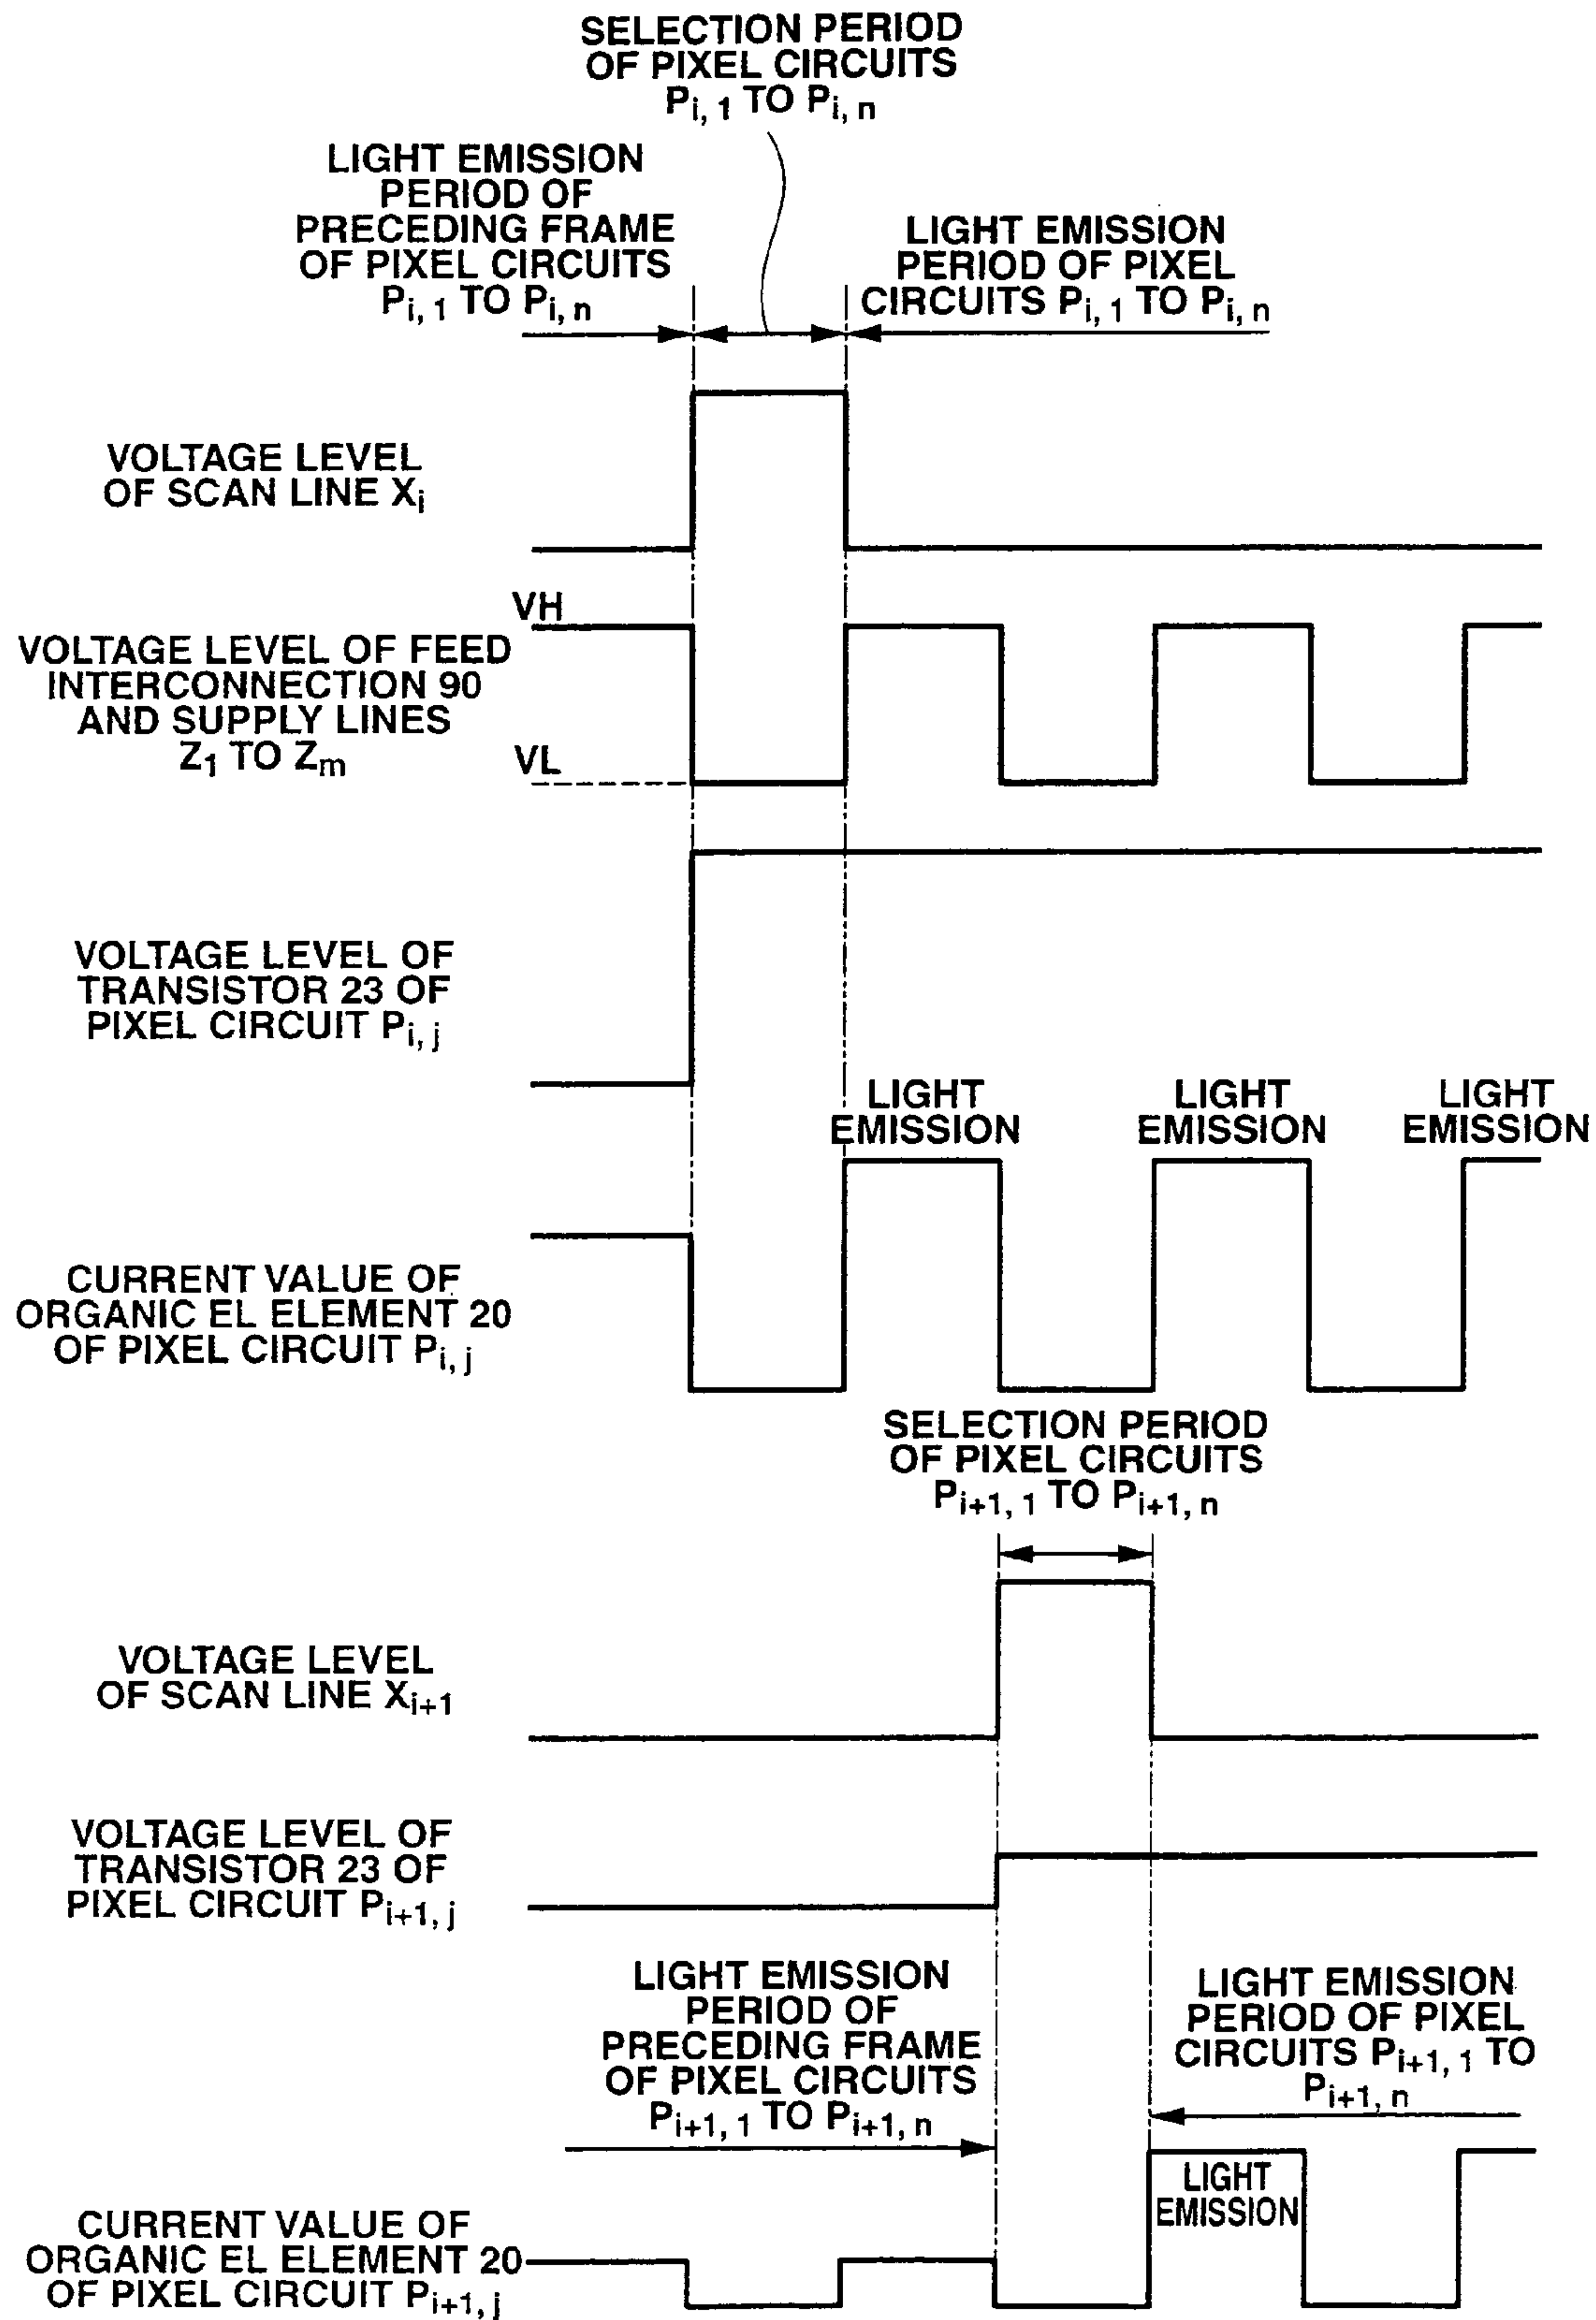 SELECTION PERIOD
OF PIXEL CIRCUITS
Pi, 1 TO Pi, n
LIGHT EMISSION
PERIOD OF
PRECEDING FRAME
OF PIXEL CIRCUITS
Pi, 1 TO Pi, n
LIGHT EMISSION
PERIOD OF PIXEL
CIRCUITS Pi, 1 TO Pi, n
VOLTAGE LEVEL
OF SCAN LINE Xi
VH
VOLTAGE LEVEL OF FEED
INTERCONNECTION 90
AND SUPPLY LINES
Z1 TO Zm
VL
VOLTAGE LEVEL OF
TRANSISTOR 23 OF
PIXEL CIRCUIT Pi, j
LIGHT
EMISSION
LIGHT
EMISSION
LIGHT
EMISSION
CURRENT VALUE OF
ORGANIC EL ELEMENT 20
OF PIXEL CIRCUIT Pi, j
SELECTION PERIOD
OF PIXEL CIRCUITS
Pi+1, 1 TO Pi+1, n
VOLTAGE LEVEL
OF SCAN LINE Xi+1
VOLTAGE LEVEL OF
TRANSISTOR 23 OF
PIXEL CIRCUIT Pi+1, j
LIGHT EMISSION
PERIOD OF
PRECEDING FRAME
OF PIXEL CIRCUITS
Pi+1, 1 TO Pi+1, n
LIGHT EMISSION
PERIOD OF PIXEL
CIRCUITS Pi+1, 1 TO
Pi+1, n
LIGHT
EMISSION
CURRENT VALUE OF
ORGANIC EL ELEMENT 20
OF PIXEL CIRCUIT Pi+1, j